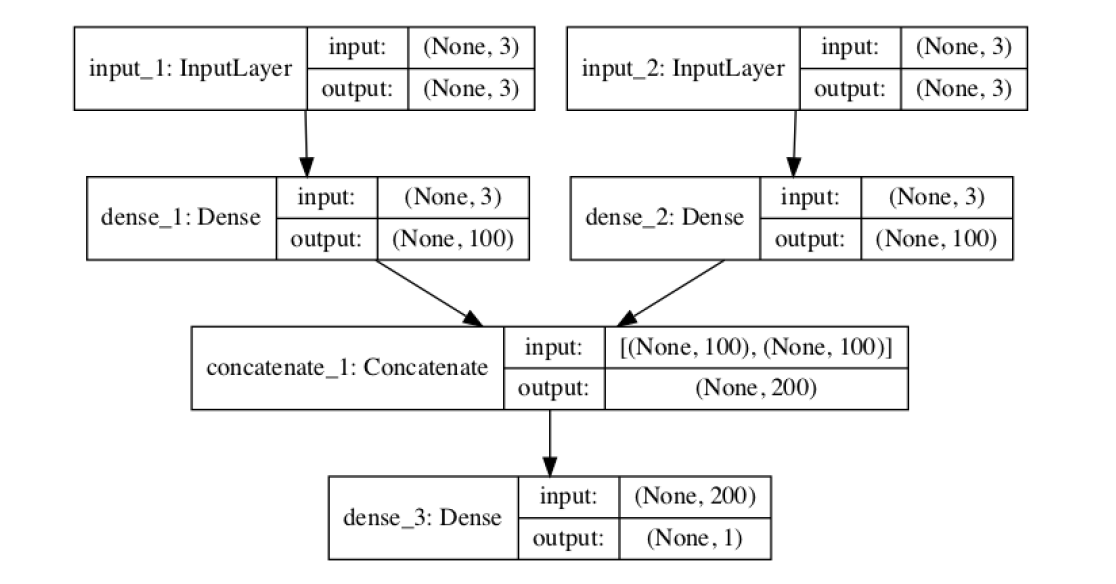 input_1: InputLayer
input: (None, 3)
output: (None, 3)
input_2: InputLayer
input: (None, 3)
output: (None, 3)
dense_1: Dense
input: (None, 3)
output: (None, 100)
dense_2: Dense
input: (None, 3)
output: (None, 100)
concatenate_1: Concatenate
input: [(None, 100), (None, 100)]
output: (None, 200)
dense_3: Dense
input: (None, 200)
output: (None, 1)